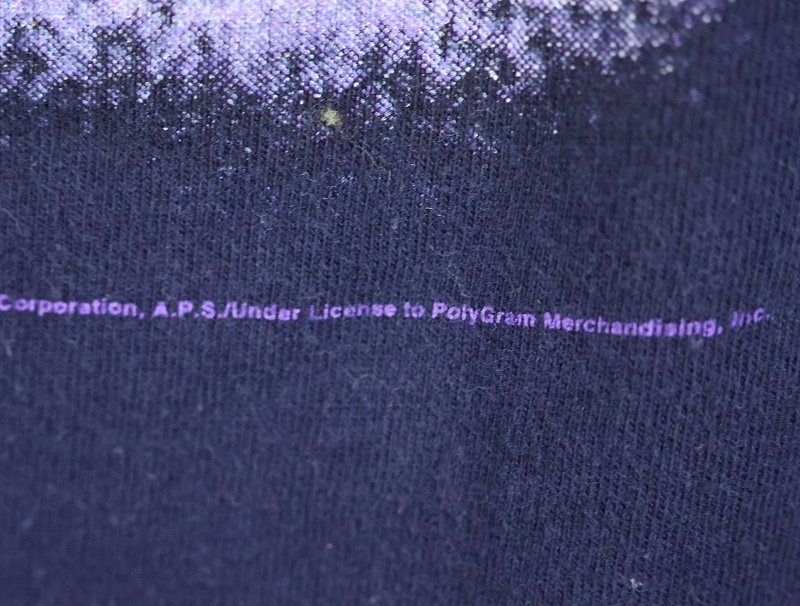 Corporation, A.P.S./Under License to PolyGram Merchandising, Inc.